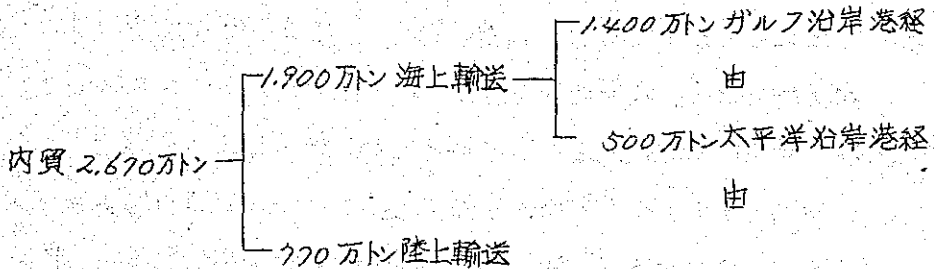 1.400万トン ガルフ沿岸港経
由
1.900万トン 海上輸送
500万トン太平洋沿岸港経
由
内貿 2.670万トン
770万トン陸上輸送